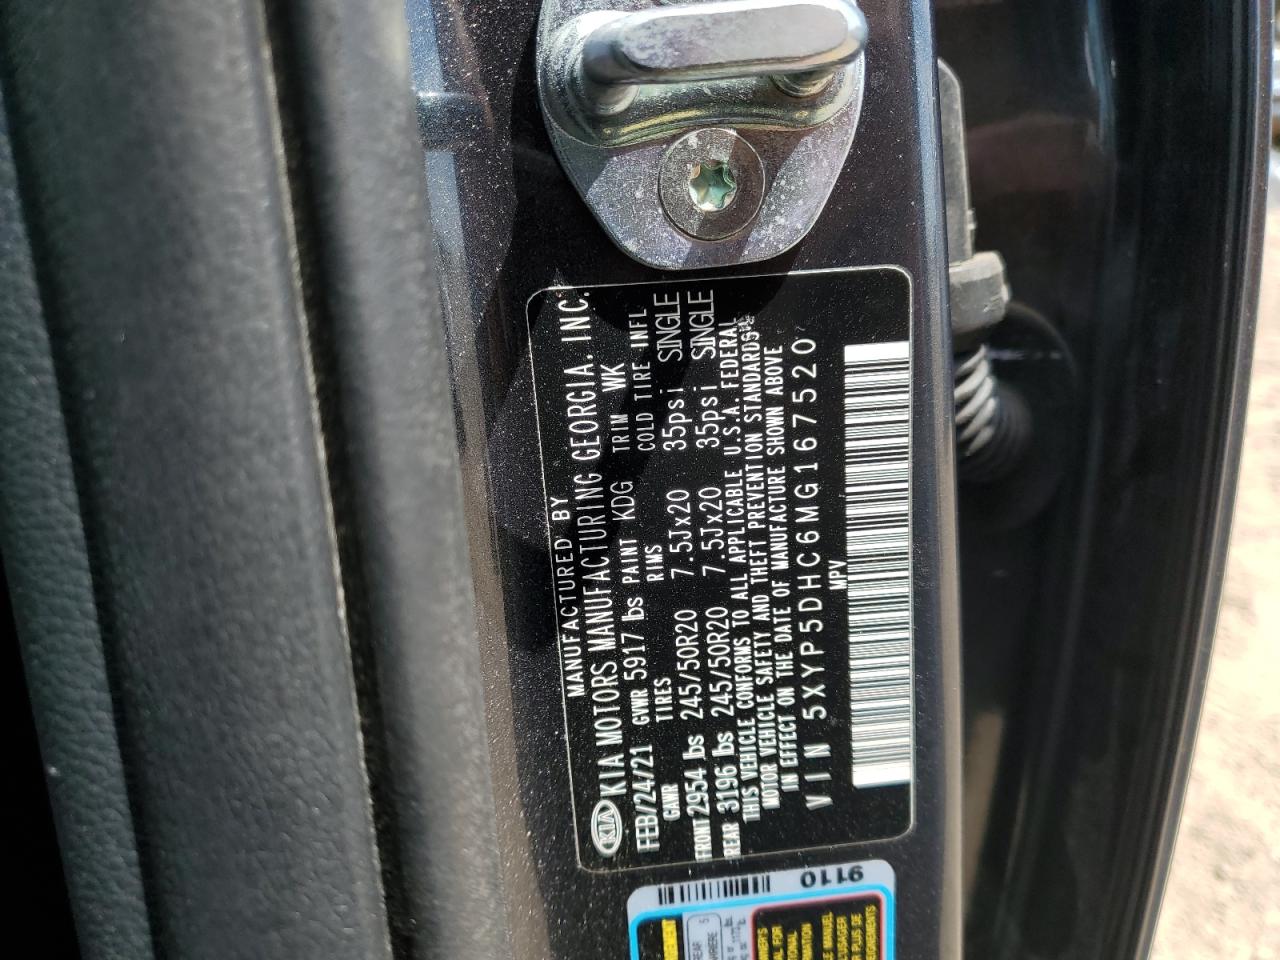 MANUFACTURED BY
KIA KIA MOTORS MANUFACTURING GEORGIA, INC.
FEB/24/21 GVWR 5917 lbs PAINT KDG TRIM WK
GAWR TIRES RIMS COLD TIRE INFL
FRONT 2954 lbs 245/50R20 7.5Jx20 35psi SINGLE
REAR 3196 lbs 245/50R20 7.5Jx20 35psi SINGLE
THIS VEHICLE CONFORMS TO ALL APPLICABLE U.S.A. FEDERAL
MOTOR VEHICLE SAFETY AND THEFT PREVENTION STANDARDS
IN EFFECT ON THE DATE OF MANUFACTURE SHOWN ABOVE
VIN 5XYP5DHC6MG167520
MPV
9110